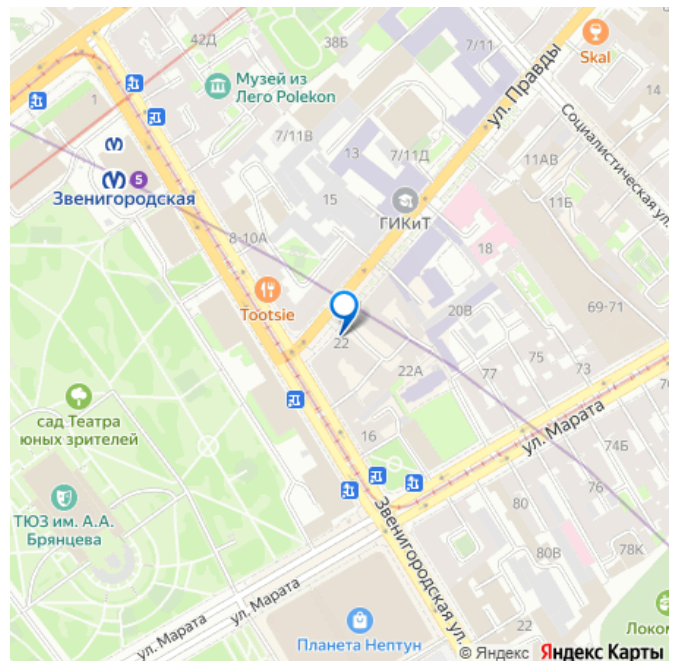 42Д
38Б
7/11
Skal
Музей из
Лего Polekon
ул. Правды
14
1
Социалистическая ул.
7/11В
13
7/11Д
11АВ
5
Звенигородская
15
ГИКиТ
11Б
8-10А
18
Tootsie
20В
69-71
22
22А
75
73
77
сад Театра
юных зрителей
16
ул. Марата
74Б
76
ТЮЗ им. А.А.
Брянцева
80
Звенигородская ул.
80В
78К
ул. Марата
ул. Марата
22
Планета Нептун
Локом
© Яндекс Яндекс Карты